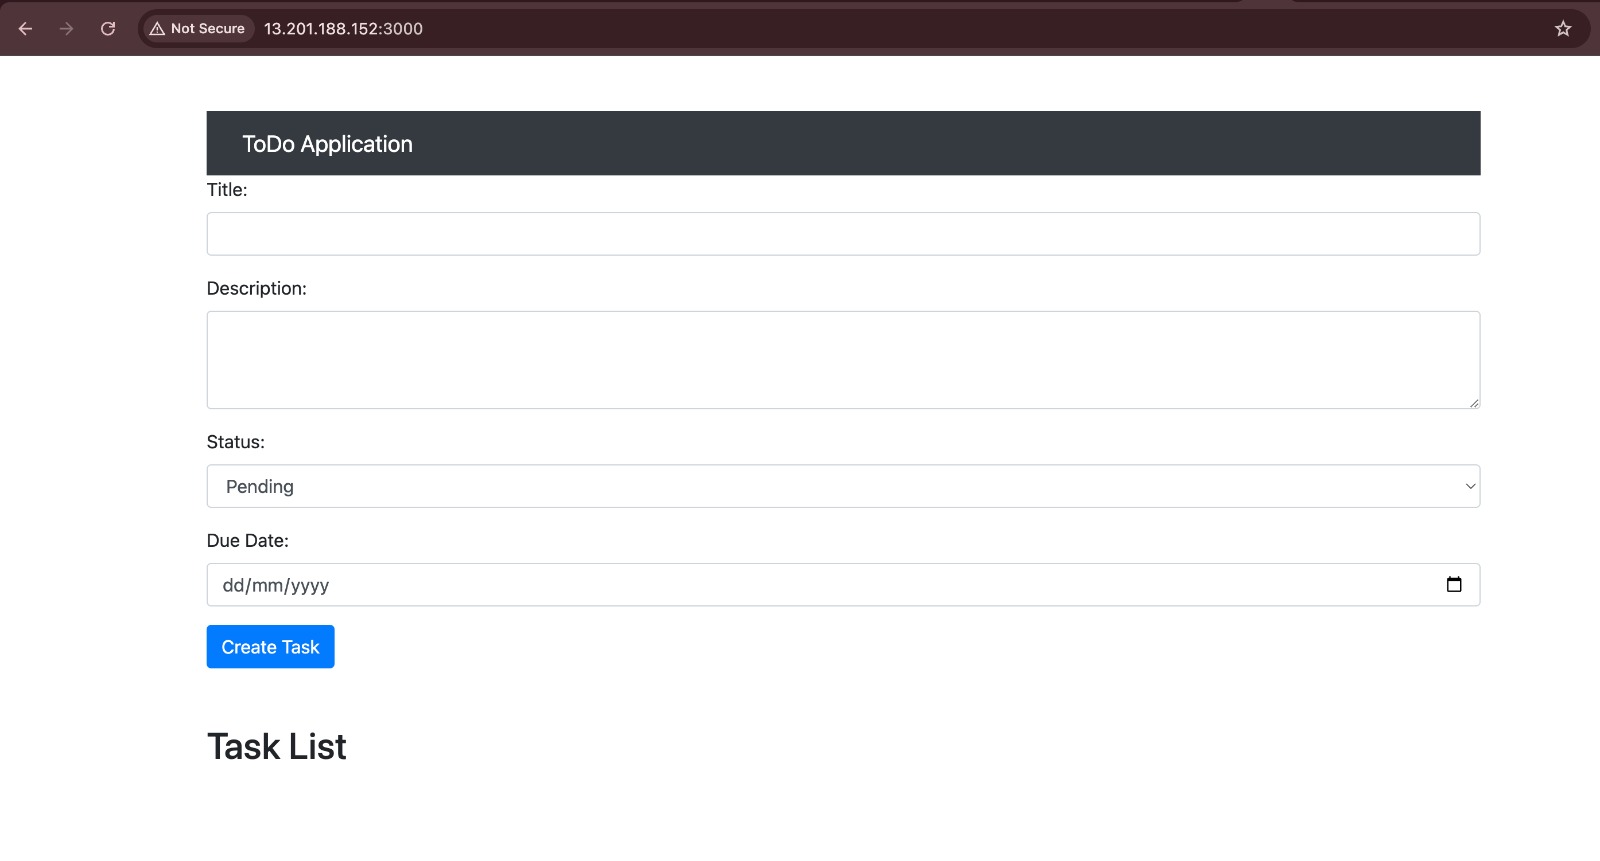 Not Secure 13.201.188.152:3000
ToDo Application
Title:
Description:
Status:
Pending
Due Date:
dd/mm/yyyy
Create Task
Task List